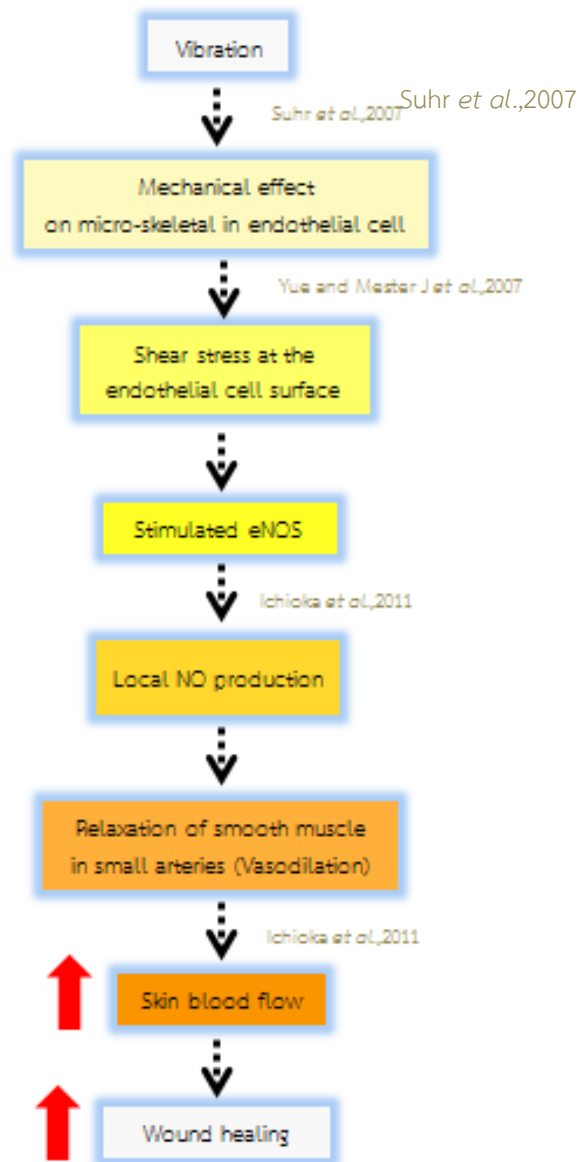 Vibration
Suhr et al.,2007
Suhr et al.,2007
Mechanical effect
on micro-skeletal in endothelial cell
Yue and Mester J et al.,2007
Shear stress at the
endothelial cell surface
Stimulated eNOS
Ichioka et al.,2011
Local NO production
Relaxation of smooth muscle
in small arteries (Vasodilation)
Ichioka et al.,2011
Skin blood flow
Wound healing